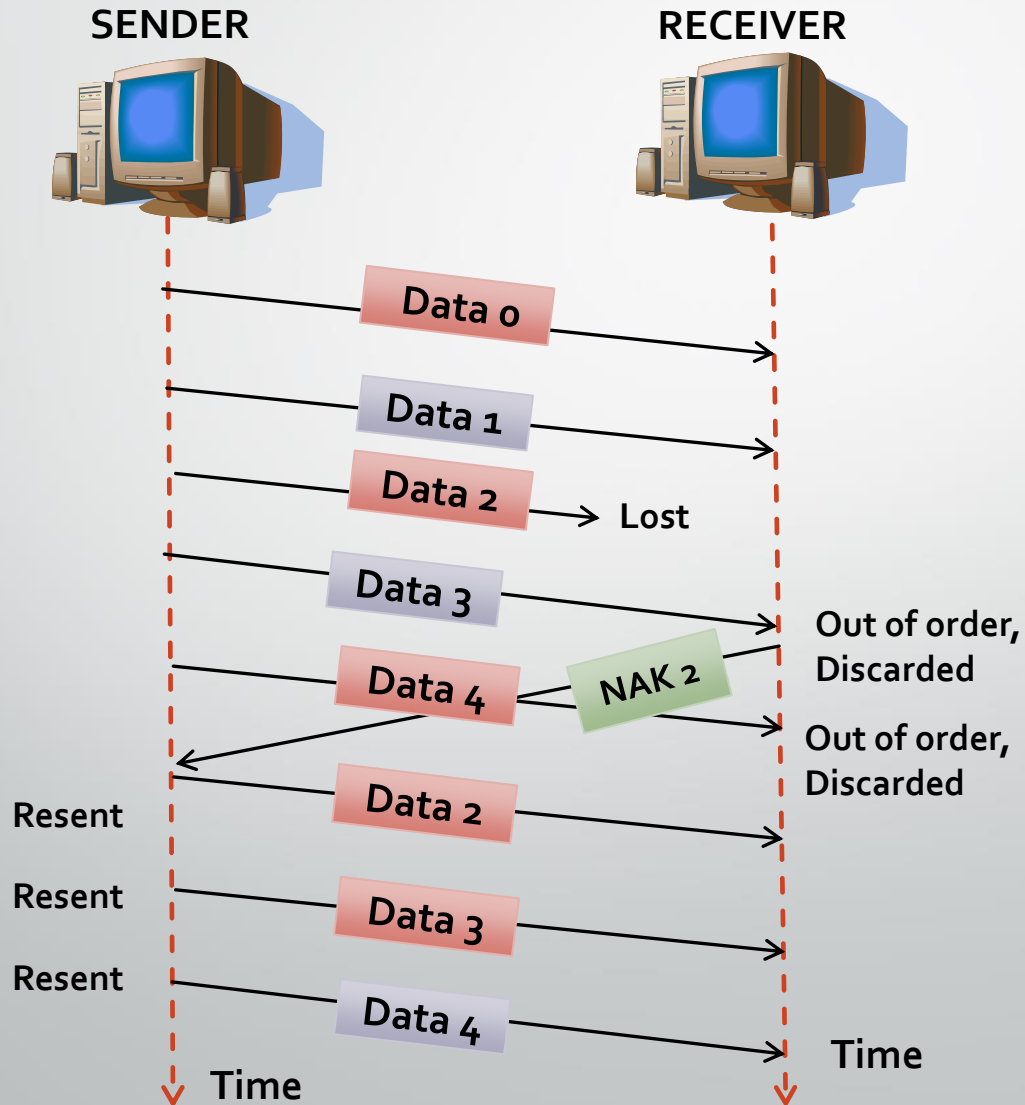 SENDER
RECEIVER
Data 0
Data 1
Data 2
Lost
Data 3
Out of order,
Discarded
NAK 2
Data 4
Out of order,
Discarded
Data 2
Resent
Data 3
Resent
Resent
Data 4
Time
Time